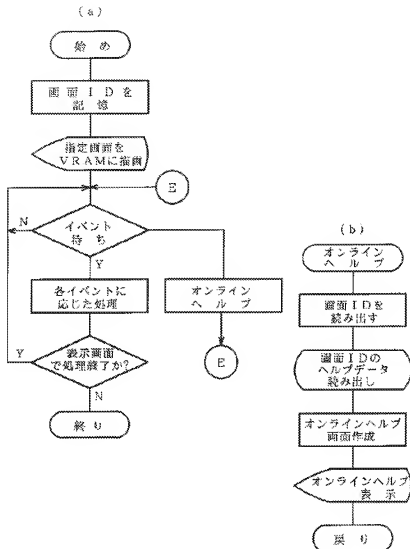 (a)
始め
画面IDを
記憶
指定画面を
VRAMに描画
E
N
イベント
待ち
Y
各イベントに
応じた処理
オンライン
ヘルプ
E
Y
表示画面
で処理終了か?
N
終り
(b)
オンライン
ヘルプ
画面IDを
読み出す
画面IDの
ヘルプデータ
読み出し
オンラインヘルプ
画面作成
オンラインヘルプ
表示
戻り